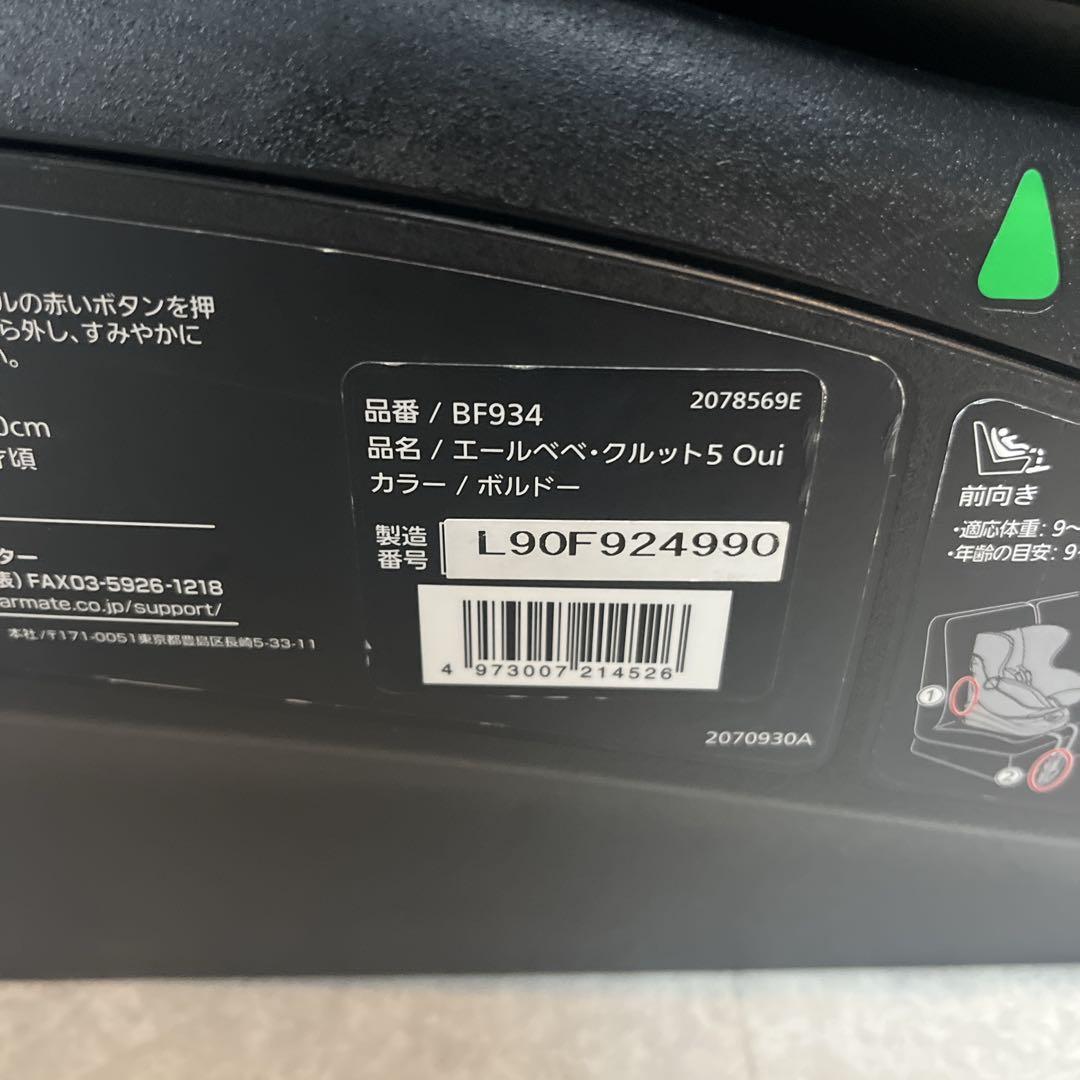 ルの赤いボタンを押
ら外し、すみやかに
い。
0cm
才頃
ター
表) FAX03-5926-1218
armate.co.jp/support/
本社/〒171-0051東京都豊島区長崎5-33-11
2078569E
品番 / BF934
品名 / エールベベ・クルット5 Oui
カラー / ボルドー
製造番号 L90F924990
4 973007 214526
2070930A
前向き
・適応体重: 9~
・年齢の目安: 9
1
2